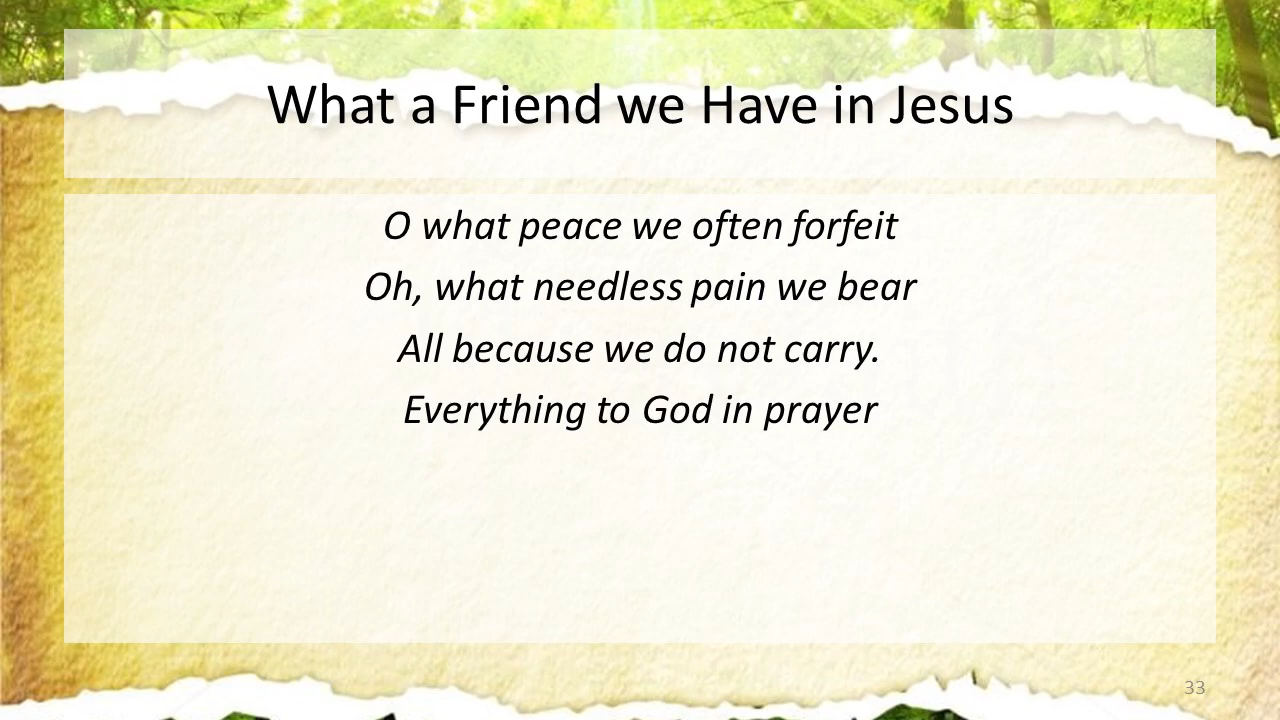 What a Friend we Have in Jesus
O what peace we often forfeit
Oh, what needless pain we bear
All because we do not carry.
Everything to God in prayer
33